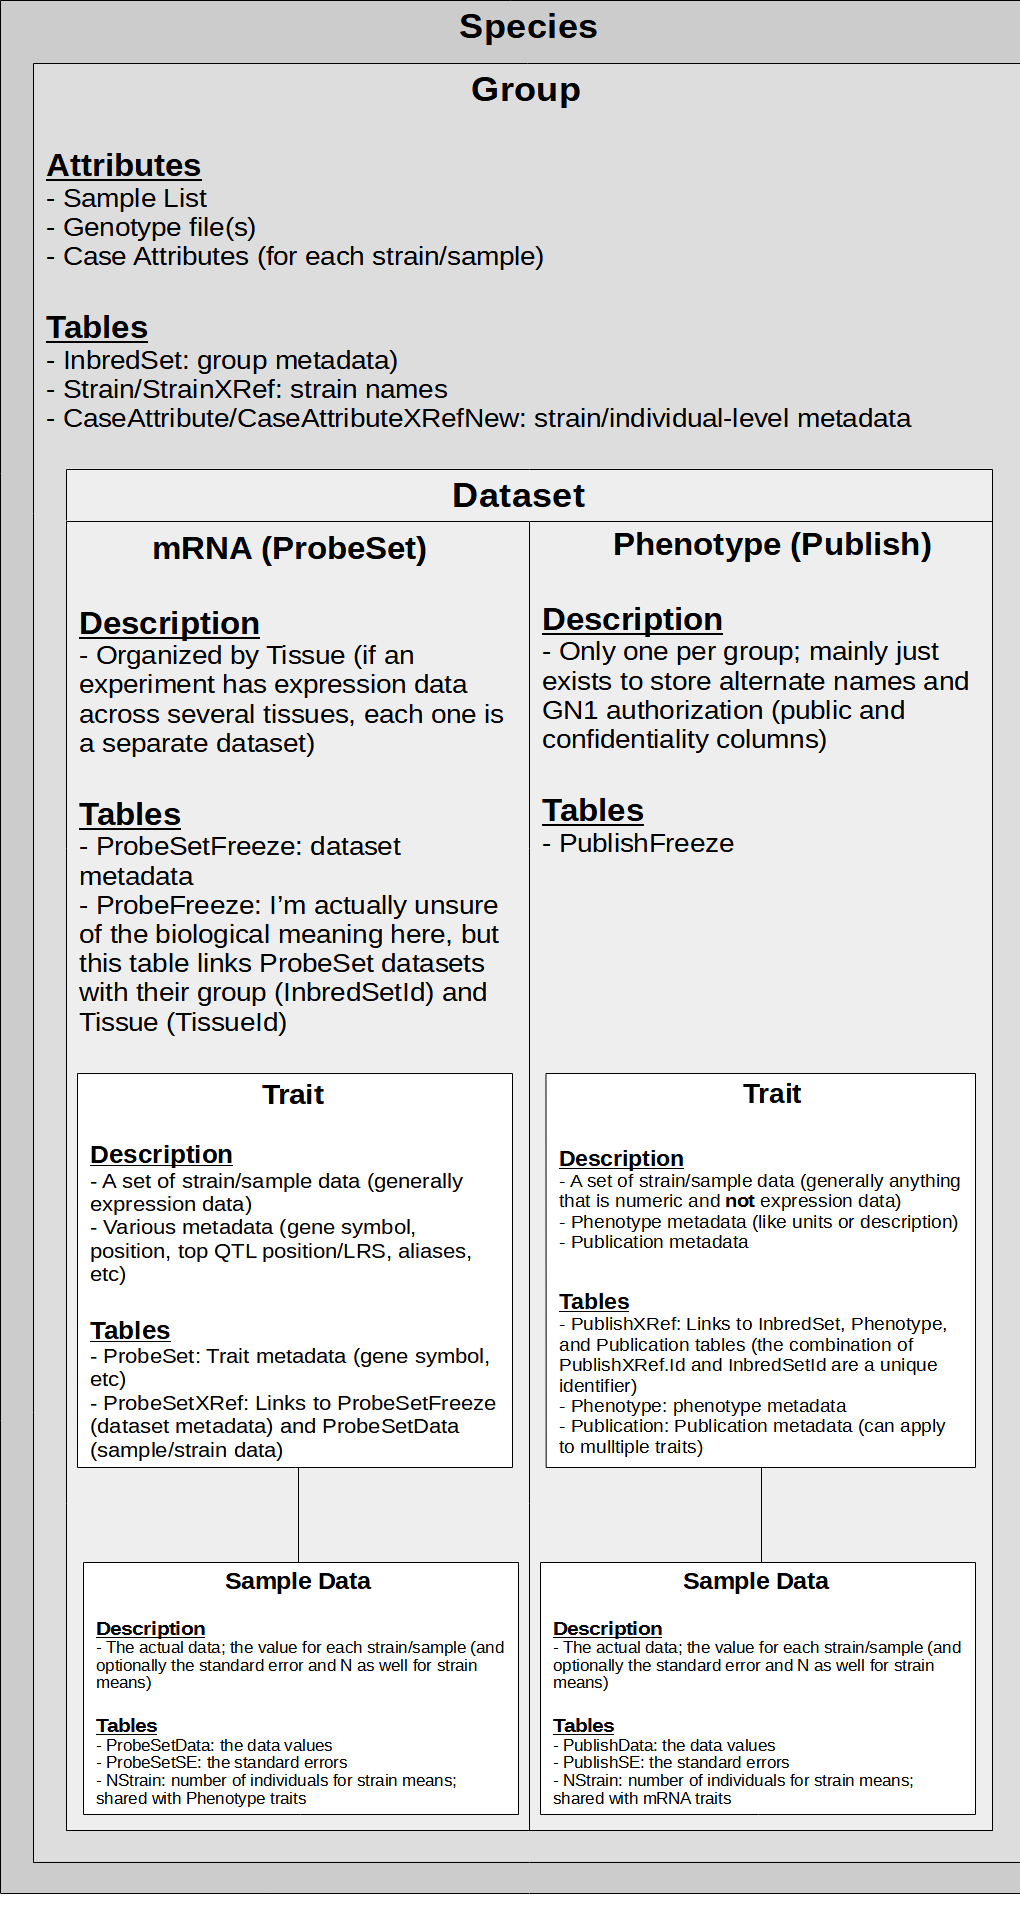 Species
Group
Attributes
- Sample List
- Genotype file(s)
- Case Attributes (for each strain/sample)
Tables
- InbredSet: group metadata)
- Strain/StrainXRef: strain names
- CaseAttribute/CaseAttributeXRefNew: strain/individual-level metadata
Dataset
mRNA (ProbeSet)
Description
- Organized by Tissue (if an
experiment has expression data
across several tissues, each one is
a separate dataset)
Tables
- ProbeSetFreeze: dataset
metadata
- ProbeFreeze: I’m actually unsure
of the biological meaning here, but
this table links ProbeSet datasets
with their group (InbredSetId) and
Tissue (TissueId)
Trait
Description
- A set of strain/sample data (generally
expression data)
- Various metadata (gene symbol,
position, top QTL position/LRS, aliases,
etc)
Tables
- ProbeSet: Trait metadata (gene symbol,
etc)
- ProbeSetXRef: Links to ProbeSetFreeze
(dataset metadata) and ProbeSetData
(sample/strain data)
Sample Data
Description
- The actual data; the value for each strain/sample (and
optionally the standard error and N as well for strain
means)
Tables
- ProbeSetData: the data values
- ProbeSetSE: the standard errors
- NStrain: number of individuals for strain means;
shared with Phenotype traits
Phenotype (Publish)
Description
- Only one per group; mainly just
exists to store alternate names and
GN1 authorization (public and
confidentiality columns)
Tables
- PublishFreeze
Trait
Description
- A set of strain/sample data (generally anything
that is numeric and not expression data)
- Phenotype metadata (like units or description)
- Publication metadata
Tables
- PublishXRef: Links to InbredSet, Phenotype,
and Publication tables (the combination of
PublishXRef.Id and InbredSetId are a unique
identifier)
- Phenotype: phenotype metadata
- Publication: Publication metadata (can apply
to mulltiple traits)
Sample Data
Description
- The actual data; the value for each strain/sample (and
optionally the standard error and N as well for strain
means)
Tables
- PublishData: the data values
- PublishSE: the standard errors
- NStrain: number of individuals for strain means;
shared with mRNA traits